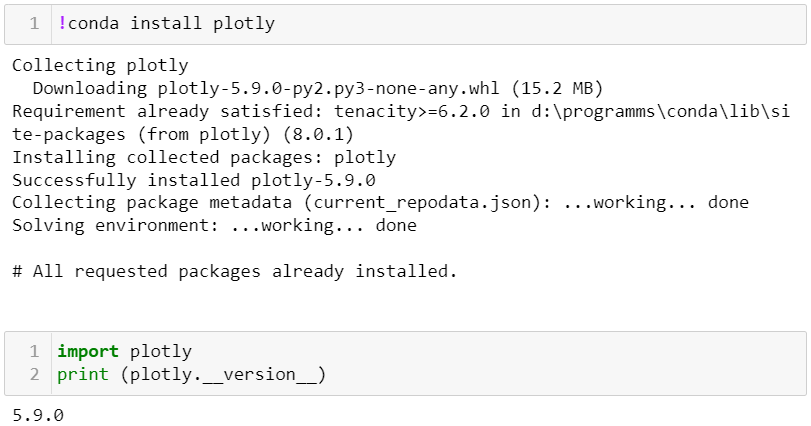 1 !conda install plotly
Collecting plotly
  Downloading plotly-5.9.0-py2.py3-none-any.whl (15.2 MB)
Requirement already satisfied: tenacity>=6.2.0 in d:\programms\conda\lib\si
te-packages (from plotly) (8.0.1)
Installing collected packages: plotly
Successfully installed plotly-5.9.0
Collecting package metadata (current_repodata.json): ...working... done
Solving environment: ...working... done
# All requested packages already installed.
1 import plotly
2 print (plotly.__version__)
5.9.0